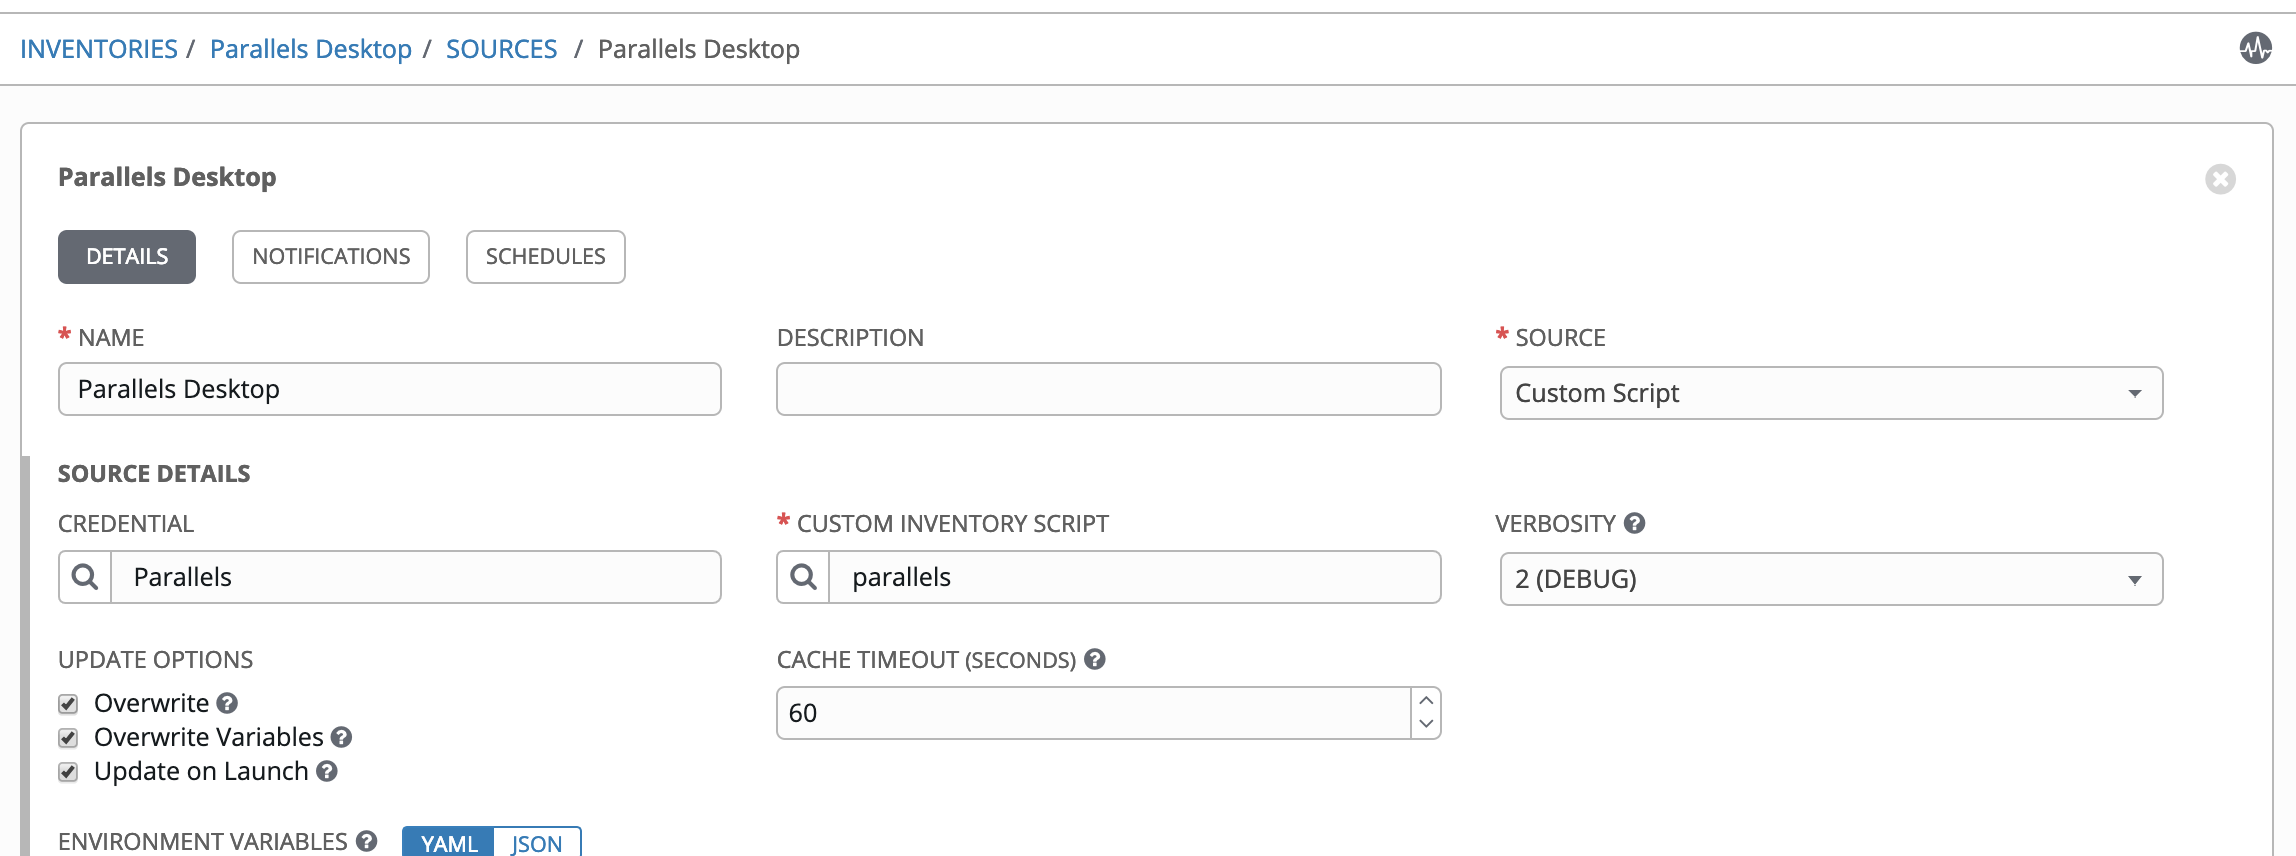 INVENTORIES / Parallels Desktop / SOURCES / Parallels Desktop
Parallels Desktop
DETAILS NOTIFICATIONS SCHEDULES
* NAME DESCRIPTION * SOURCE
Parallels Desktop Custom Script
SOURCE DETAILS
CREDENTIAL * CUSTOM INVENTORY SCRIPT VERBOSITY ?
Parallels parallels 2 (DEBUG)
UPDATE OPTIONS CACHE TIMEOUT (SECONDS) ?
Overwrite ? 60
Overwrite Variables ?
Update on Launch ?
ENVIRONMENT VARIABLES ? YAML JSON